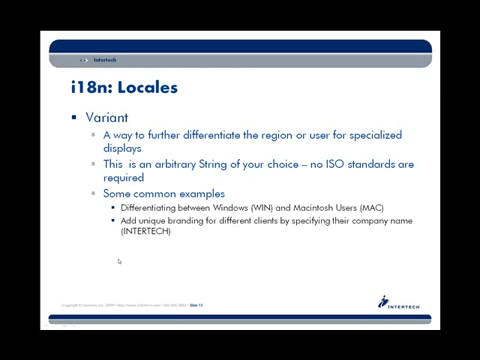 Intertech
i18n: Locales
Variant
A way to further differentiate the region or user for specialized
displays
This is an arbitrary String of your choice – no ISO standards are
required
Some common examples
Differentiating between Windows (WIN) and Macintosh Users (MAC)
Add unique branding for different clients by specifying their company name
(INTERTECH)
INTERTECH